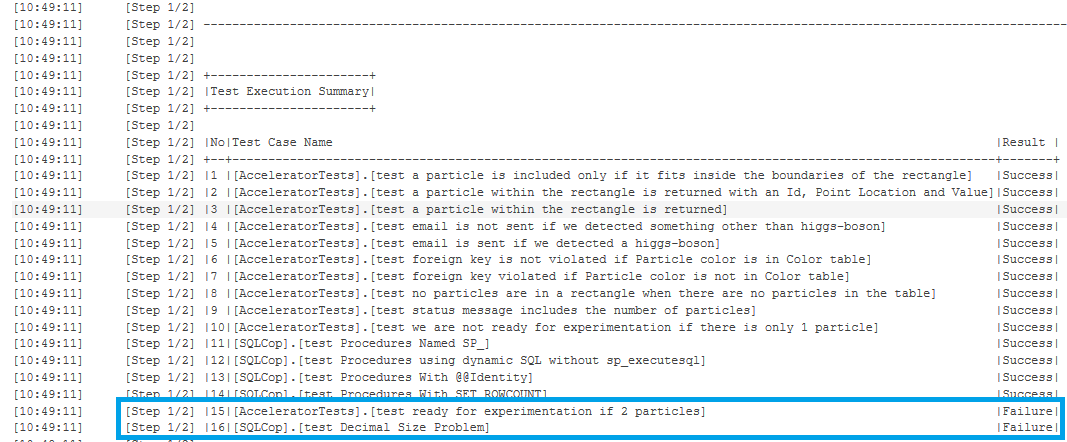 [10:49:11] [Step 1/2]
[10:49:11] [Step 1/2] ------------------------------------------------------------------------------------------------------------------------
[10:49:11] [Step 1/2]
[10:49:11] [Step 1/2]
[10:49:11] [Step 1/2] +----------------------+
[10:49:11] [Step 1/2] |Test Execution Summary|
[10:49:11] [Step 1/2] +----------------------+
[10:49:11] [Step 1/2]
[10:49:11] [Step 1/2] |No|Test Case Name |Result |
[10:49:11] [Step 1/2] +--+----------------------------------------------------------------------------------------------------------+-------+
[10:49:11] [Step 1/2] |1 |[AcceleratorTests].[test a particle is included only if it fits inside the boundaries of the rectangle] |Success|
[10:49:11] [Step 1/2] |2 |[AcceleratorTests].[test a particle within the rectangle is returned with an Id, Point Location and Value]|Success|
[10:49:11] [Step 1/2] |3 |[AcceleratorTests].[test a particle within the rectangle is returned] |Success|
[10:49:11] [Step 1/2] |4 |[AcceleratorTests].[test email is not sent if we detected something other than higgs-boson] |Success|
[10:49:11] [Step 1/2] |5 |[AcceleratorTests].[test email is sent if we detected a higgs-boson] |Success|
[10:49:11] [Step 1/2] |6 |[AcceleratorTests].[test foreign key is not violated if Particle color is in Color table] |Success|
[10:49:11] [Step 1/2] |7 |[AcceleratorTests].[test foreign key violated if Particle color is not in Color table] |Success|
[10:49:11] [Step 1/2] |8 |[AcceleratorTests].[test no particles are in a rectangle when there are no particles in the table] |Success|
[10:49:11] [Step 1/2] |9 |[AcceleratorTests].[test status message includes the number of particles] |Success|
[10:49:11] [Step 1/2] |10|[AcceleratorTests].[test we are not ready for experimentation if there is only 1 particle] |Success|
[10:49:11] [Step 1/2] |11|[SQLCop].[test Procedures Named SP_] |Success|
[10:49:11] [Step 1/2] |12|[SQLCop].[test Procedures using dynamic SQL without sp_executesql] |Success|
[10:49:11] [Step 1/2] |13|[SQLCop].[test Procedures With @@Identity] |Success|
[10:49:11] [Step 1/2] |14|[SQLCop].[test Procedures With SET ROWCOUNT] |Success|
[10:49:11] [Step 1/2] |15|[AcceleratorTests].[test ready for experimentation if 2 particles] |Failure|
[10:49:11] [Step 1/2] |16|[SQLCop].[test Decimal Size Problem] |Failure|